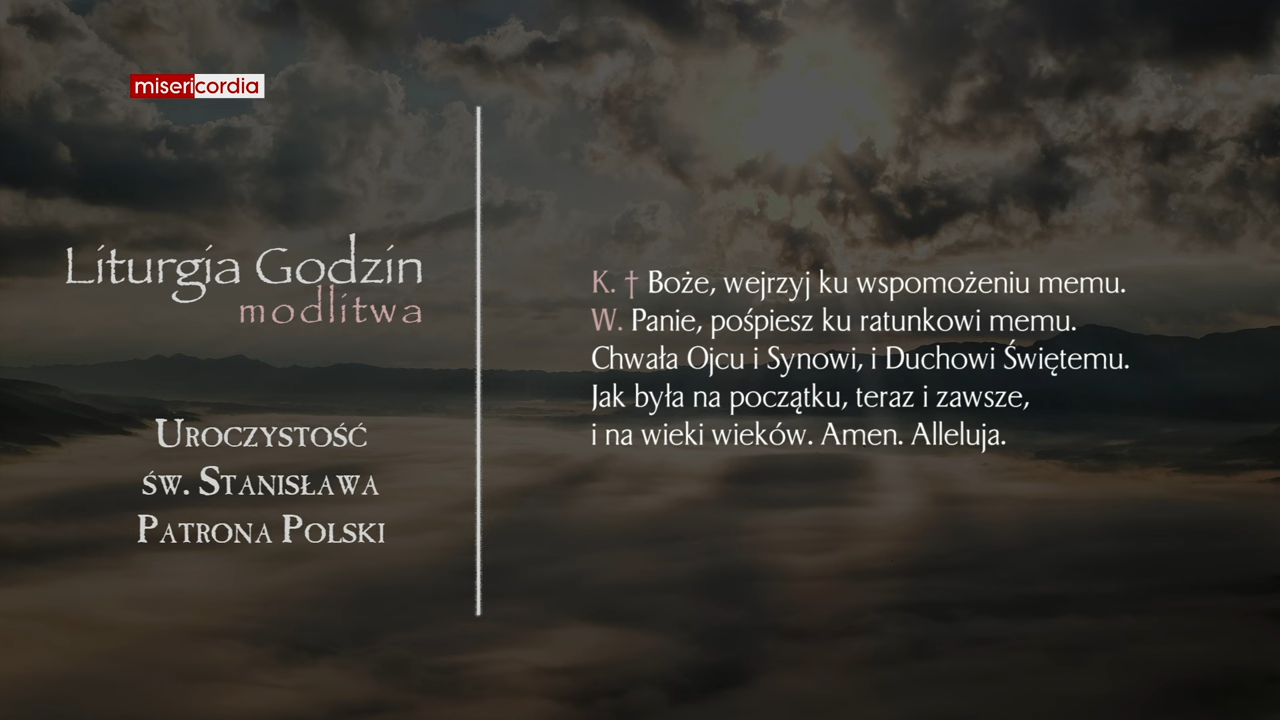 misericordia
Liturgia Godzin
modlitwa
Uroczystość
św. Stanisława
Patrona Polski
K. † Boże, wejrzyj ku wspomożeniu memu.
W. Panie, pośpiesz ku ratunkowi memu.
Chwała Ojcu i Synowi, i Duchowi Świętemu.
Jak była na początku, teraz i zawsze,
i na wieki wieków. Amen. Alleluja.